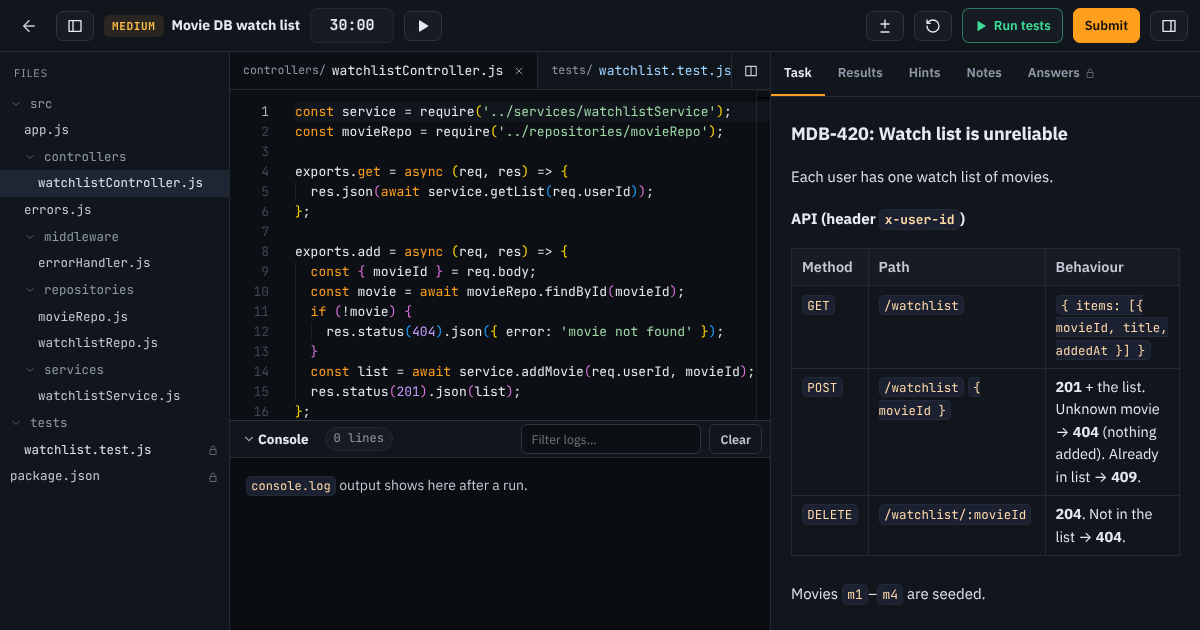 MEDIUM Movie DB watch list 30:00 Run tests Submit
FILES
src
app.js
controllers
watchlistController.js
errors.js
middleware
errorHandler.js
repositories
movieRepo.js
watchlistRepo.js
services
watchlistService.js
tests
watchlist.test.js
package.json
controllers/ watchlistController.js × tests/ watchlist.test.js
1 const service = require('../services/watchlistService');
2 const movieRepo = require('../repositories/movieRepo');
3
4 exports.get = async (req, res) => {
5 res.json(await service.getList(req.userId));
6 };
7
8 exports.add = async (req, res) => {
9 const { movieId } = req.body;
10 const movie = await movieRepo.findById(movieId);
11 if (!movie) {
12 res.status(404).json({ error: 'movie not found' });
13 }
14 const list = await service.addMovie(req.userId, movieId);
15 res.status(201).json(list);
16 };
Console 0 lines Filter logs... Clear
console.log output shows here after a run.
Task Results Hints Notes Answers
MDB-420: Watch list is unreliable
Each user has one watch list of movies.
API (header x-user-id)
Method Path Behaviour
GET /watchlist { items: [{
movieId, title,
addedAt }] }
POST /watchlist { 201 + the list.
movieId } Unknown movie
→ 404 (nothing
added). Already
in list → 409.
DELETE /watchlist/:movieId 204. Not in the
list → 404.
Movies m1–m4 are seeded.